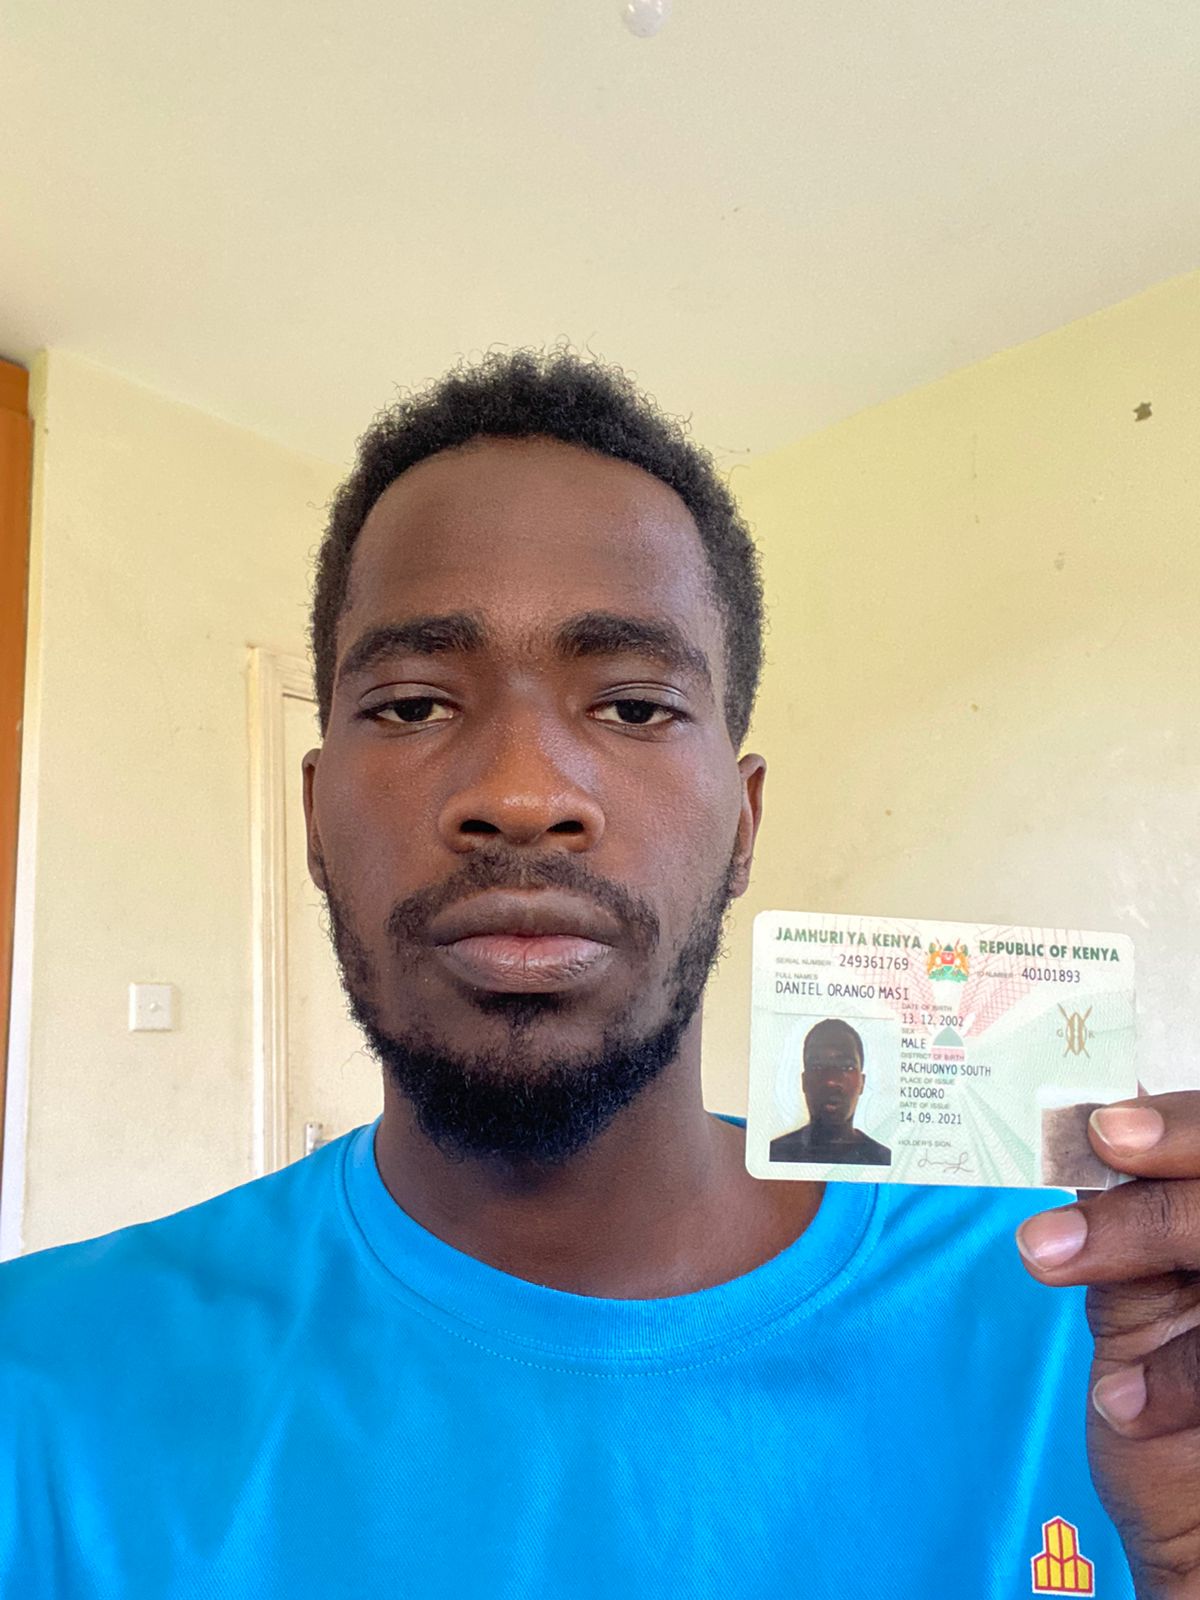 JAMHURI YA KENYA REPUBLIC OF KENYA
SERIAL NUMBER: 249361769 ID NUMBER: 40101893
FULL NAMES
DANIEL ORANGO MASI
DATE OF BIRTH
13. 12. 2002
SEX
MALE
DISTRICT OF BIRTH
RACHUONYO SOUTH
PLACE OF ISSUE
KIOGORO
DATE OF ISSUE
14. 09. 2021
HOLDER'S SIGN.
G K